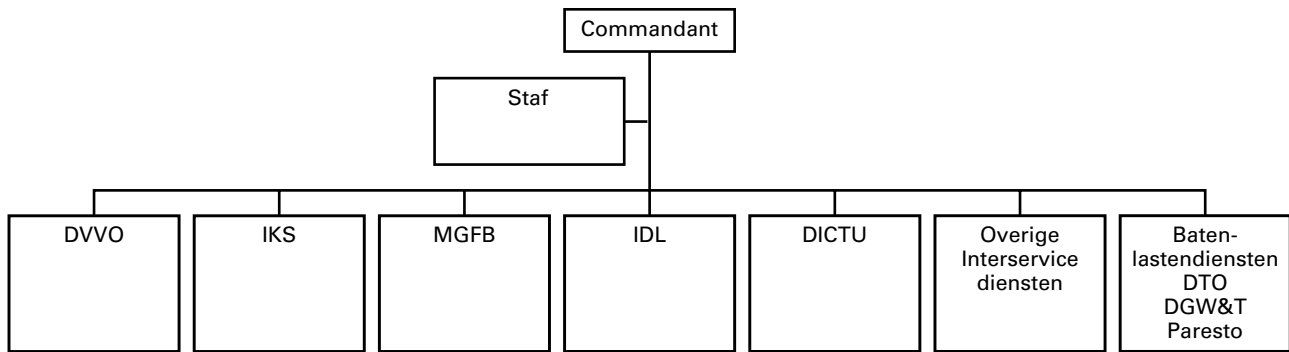 Commandant
Staf
DVVO
IKS
MGFB
IDL
DICTU
Overige
Interservice
diensten
Baten-
lastendiensten
DTO
DGW&T
Paresto